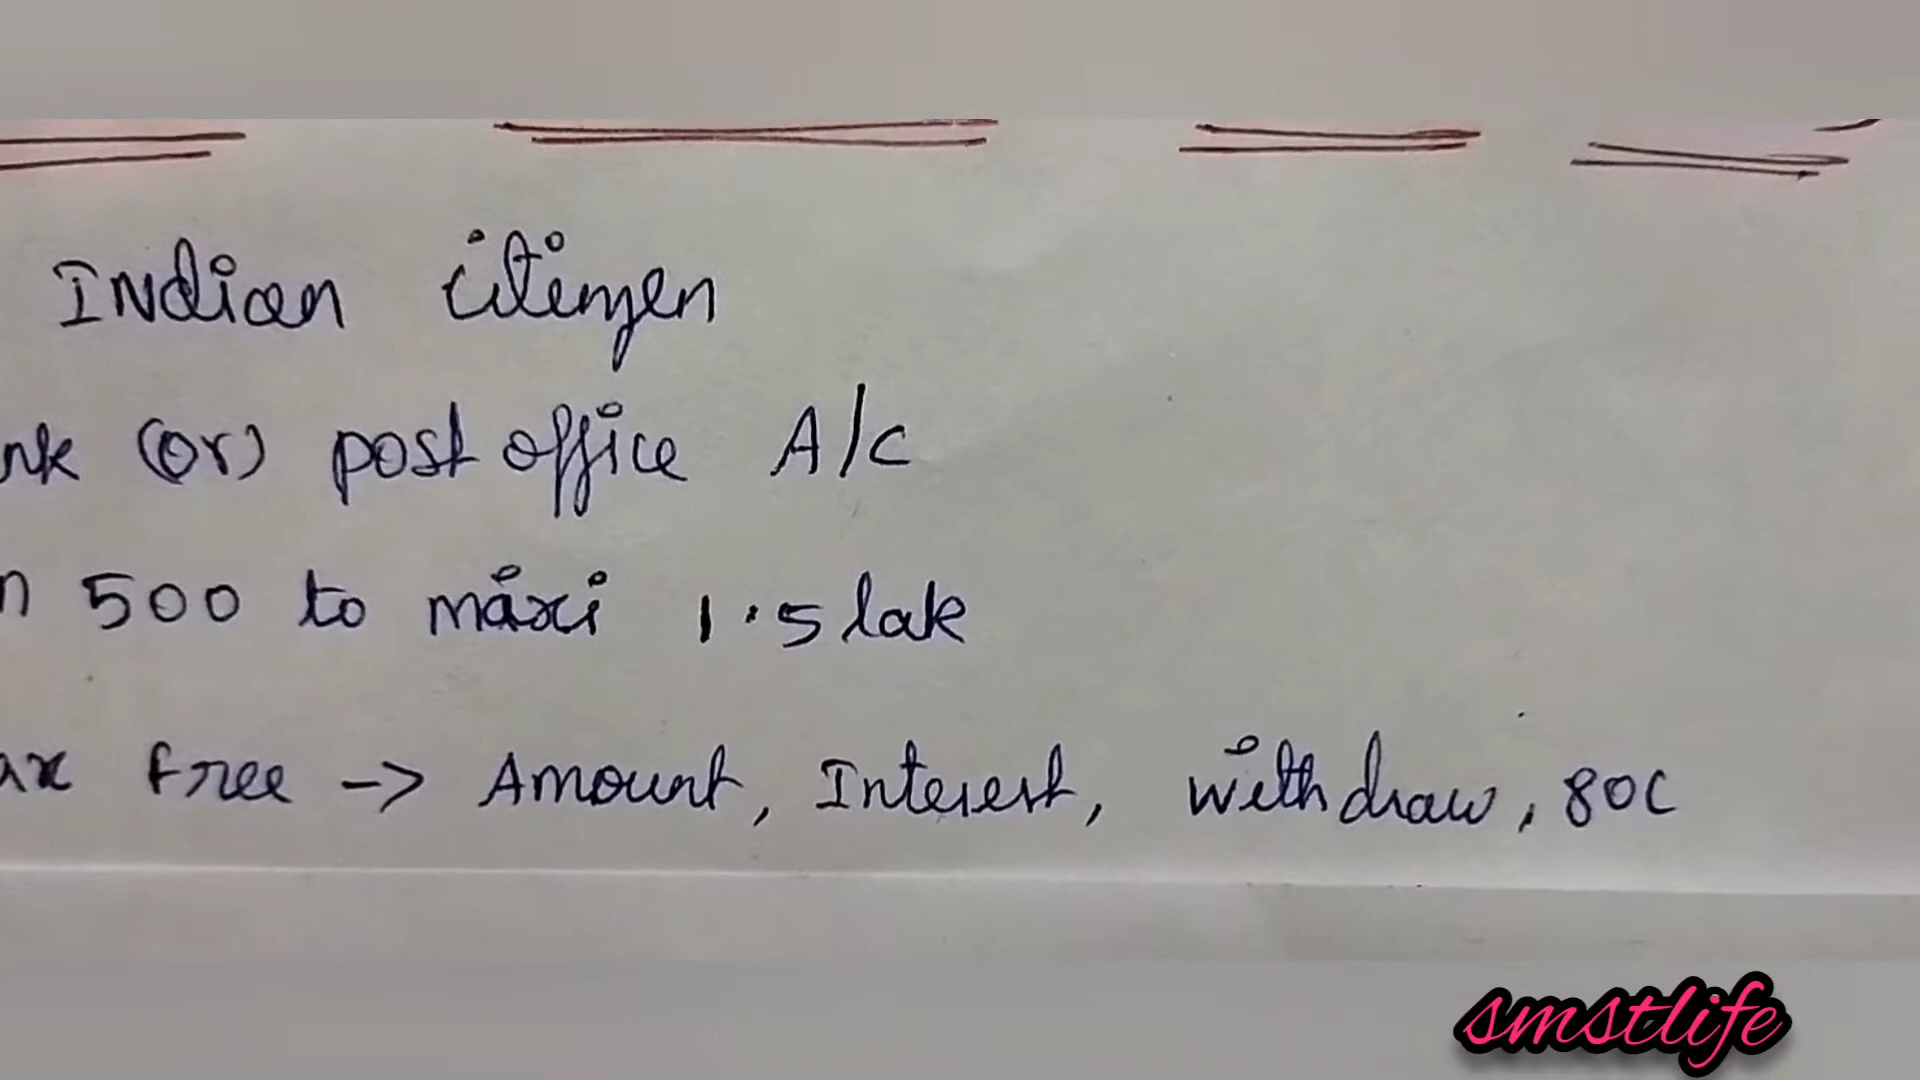 Indian citizen
nk (or) post office A/C
n 500 to maxi 1.5 lak
ax free -> Amount, Interest, withdraw, 80C
smstlife